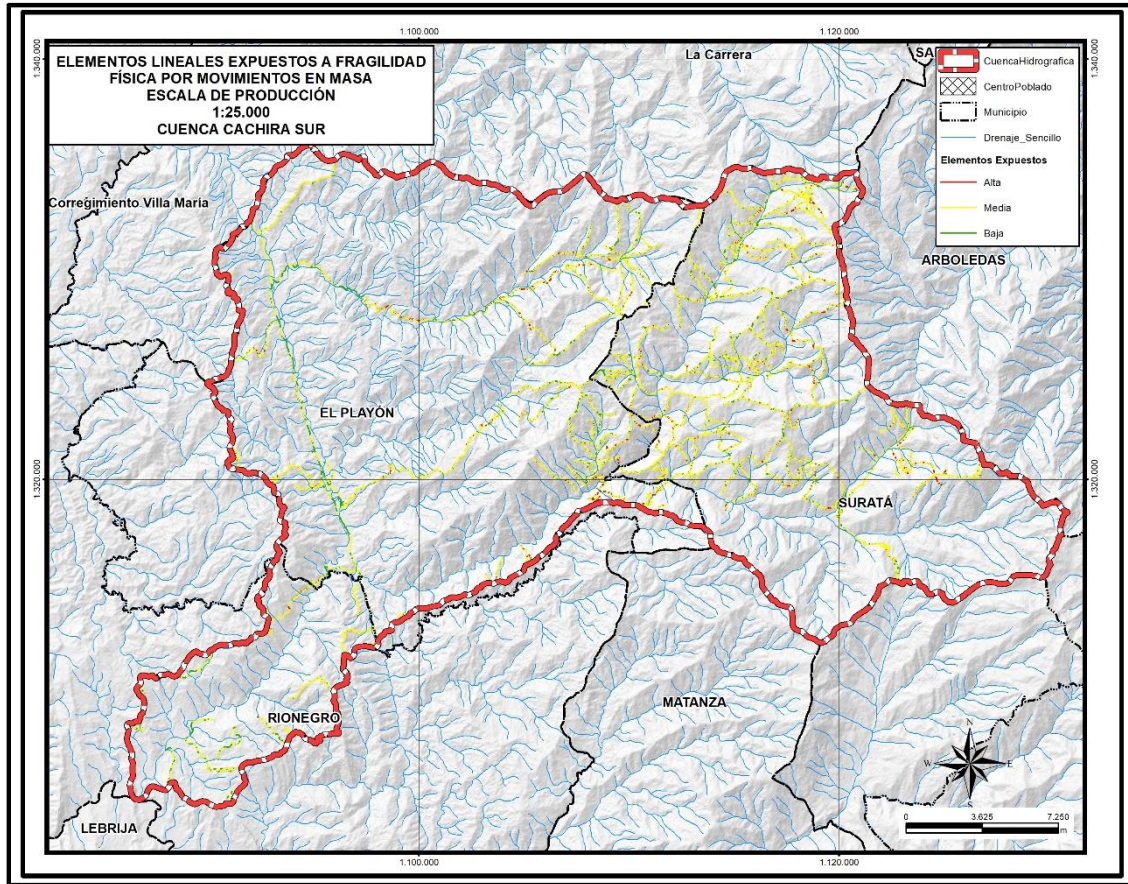 1.100.000
1.120.000
1.340.000
1.340.000
ELEMENTOS LINEALES EXPUESTOS A FRAGILIDAD
FÍSICA POR MOVIMIENTOS EN MASA
ESCALA DE PRODUCCIÓN
1:25.000
CUENCA CACHIRA SUR
La Carrera
SA
CuencaHidrografica
CentroPoblado
Municipio
Drenaje_Sencillo
Elementos Expuestos
Alta
Media
Baja
Corregimiento Villa María
ARBOLEDAS
EL PLAYÓN
1.320.000
1.320.000
SURATÁ
MATANZA
RIONEGRO
LEBRIJA
N
W
E
S
0 3.625 7.250
m
1.100.000
1.120.000